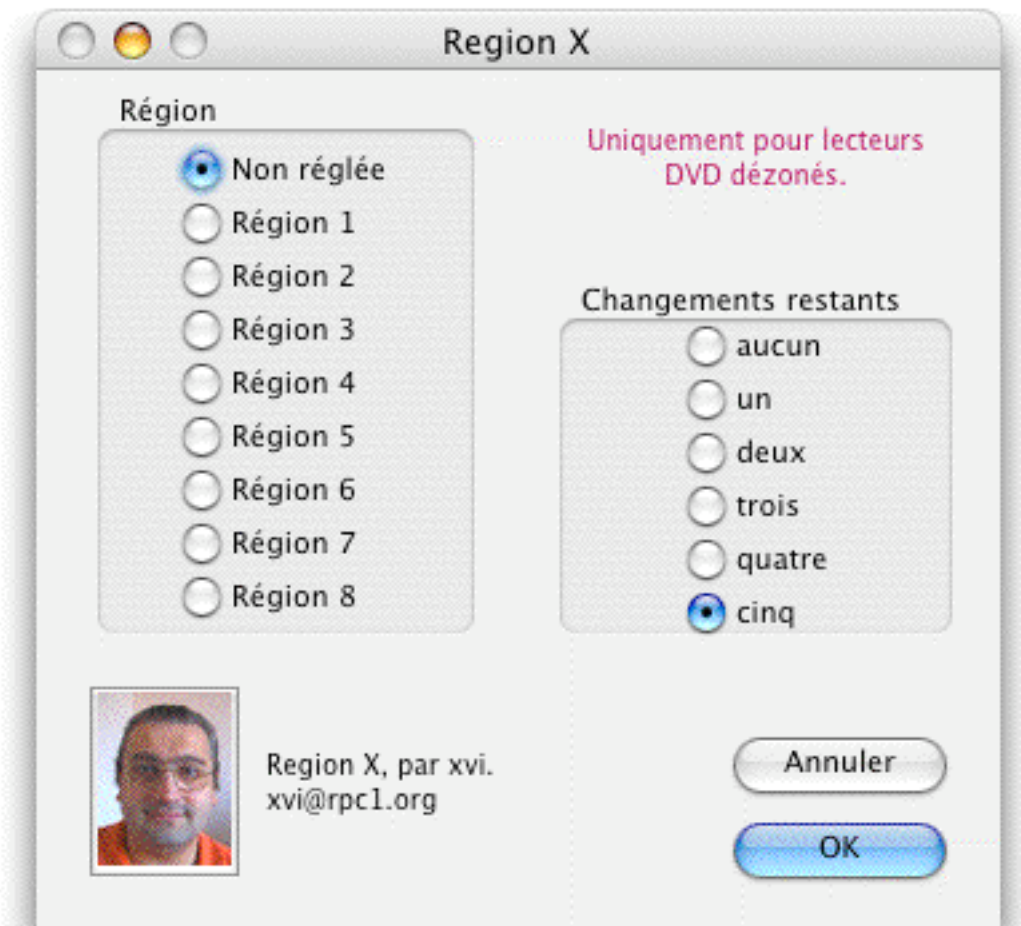 Region X
Région
Non réglée
Région 1
Région 2
Région 3
Région 4
Région 5
Région 6
Région 7
Région 8
Uniquement pour lecteurs
DVD dézonés.
Changements restants
aucun
un
deux
trois
quatre
cinq
Region X, par xvi.
xvi@rpc1.org
Annuler
OK